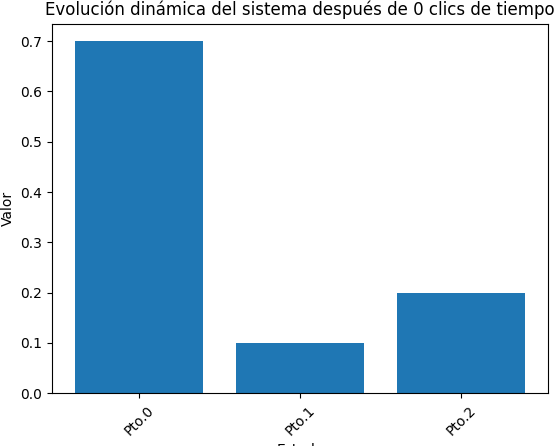 Evolución dinámica del sistema después de 0 clics de tiempo
0.7
0.6
0.5
0.4
0.3
0.2
0.1
0.0
Valor
Pto.0
Pto.1
Pto.2